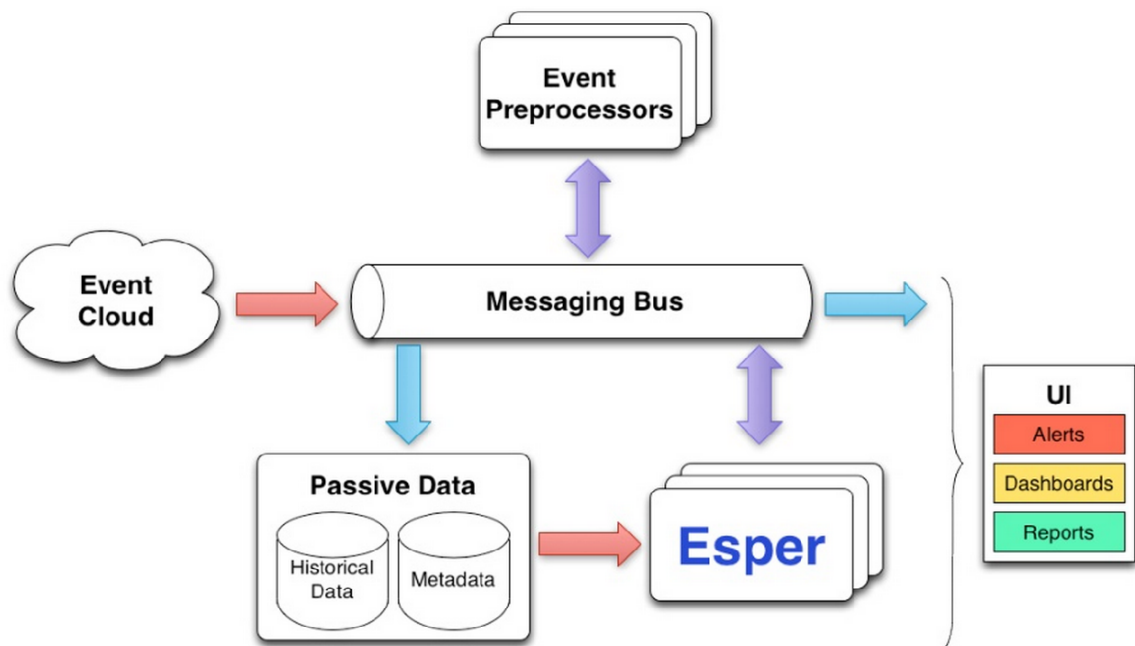 Event
Preprocessors
Event
Cloud
Messaging Bus
UI
Alerts
Dashboards
Reports
Passive Data
Historical
Data
Metadata
Esper